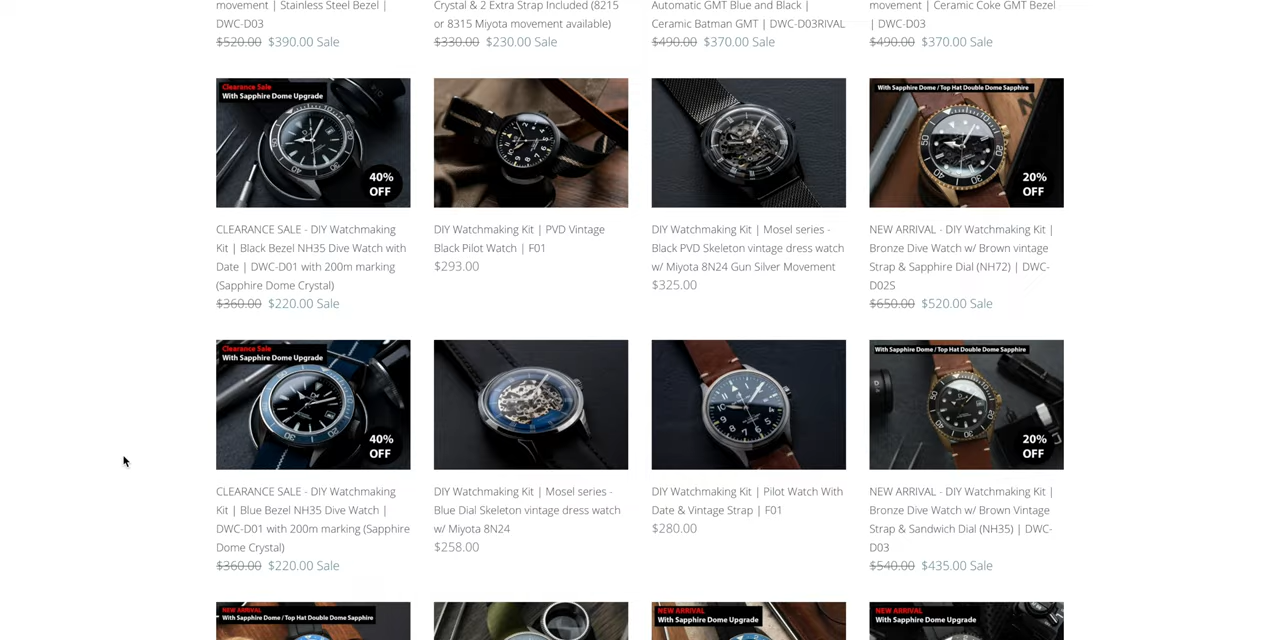 movement | Stainless Steel Bezel |
DWC-D03
$520.00 $390.00 Sale
Crystal & 2 Extra Strap Included (8215
or 8315 Miyota movement available)
$330.00 $230.00 Sale
Automatic GMT Blue and Black |
Ceramic Batman GMT | DWC-D03RIVAL
$490.00 $370.00 Sale
movement | Ceramic Coke GMT Bezel
| DWC-D03
$490.00 $370.00 Sale
Clearance Sale
With Sapphire Dome Upgrade
40%
OFF
CLEARANCE SALE - DIY Watchmaking
Kit | Black Bezel NH35 Dive Watch with
Date | DWC-D01 with 200m marking
(Sapphire Dome Crystal)
$360.00 $220.00 Sale
DIY Watchmaking Kit | PVD Vintage
Black Pilot Watch | F01
$293.00
DIY Watchmaking Kit | Mosel series -
Black PVD Skeleton vintage dress watch
w/ Miyota 8N24 Gun Silver Movement
$325.00
With Sapphire Dome / Top Hat Double Dome Sapphire
20%
OFF
NEW ARRIVAL - DIY Watchmaking Kit |
Bronze Dive Watch w/ Brown vintage
Strap & Sapphire Dial (NH72) | DWC-
D02S
$650.00 $520.00 Sale
Clearance Sale
With Sapphire Dome Upgrade
40%
OFF
CLEARANCE SALE - DIY Watchmaking
Kit | Blue Bezel NH35 Dive Watch |
DWC-D01 with 200m marking (Sapphire
Dome Crystal)
$360.00 $220.00 Sale
DIY Watchmaking Kit | Mosel series -
Blue Dial Skeleton vintage dress watch
w/ Miyota 8N24
$258.00
DIY Watchmaking Kit | Pilot Watch With
Date & Vintage Strap | F01
$280.00
With Sapphire Dome / Top Hat Double Dome Sapphire
20%
OFF
NEW ARRIVAL - DIY Watchmaking Kit |
Bronze Dive Watch w/ Brown Vintage
Strap & Sandwich Dial (NH35) | DWC-
D03
$540.00 $435.00 Sale
NEW ARRIVAL
With Sapphire Dome / Top Hat Double Dome Sapphire
NEW ARRIVAL
With Sapphire Dome Upgrade
NEW ARRIVAL
With Sapphire Dome Upgrade